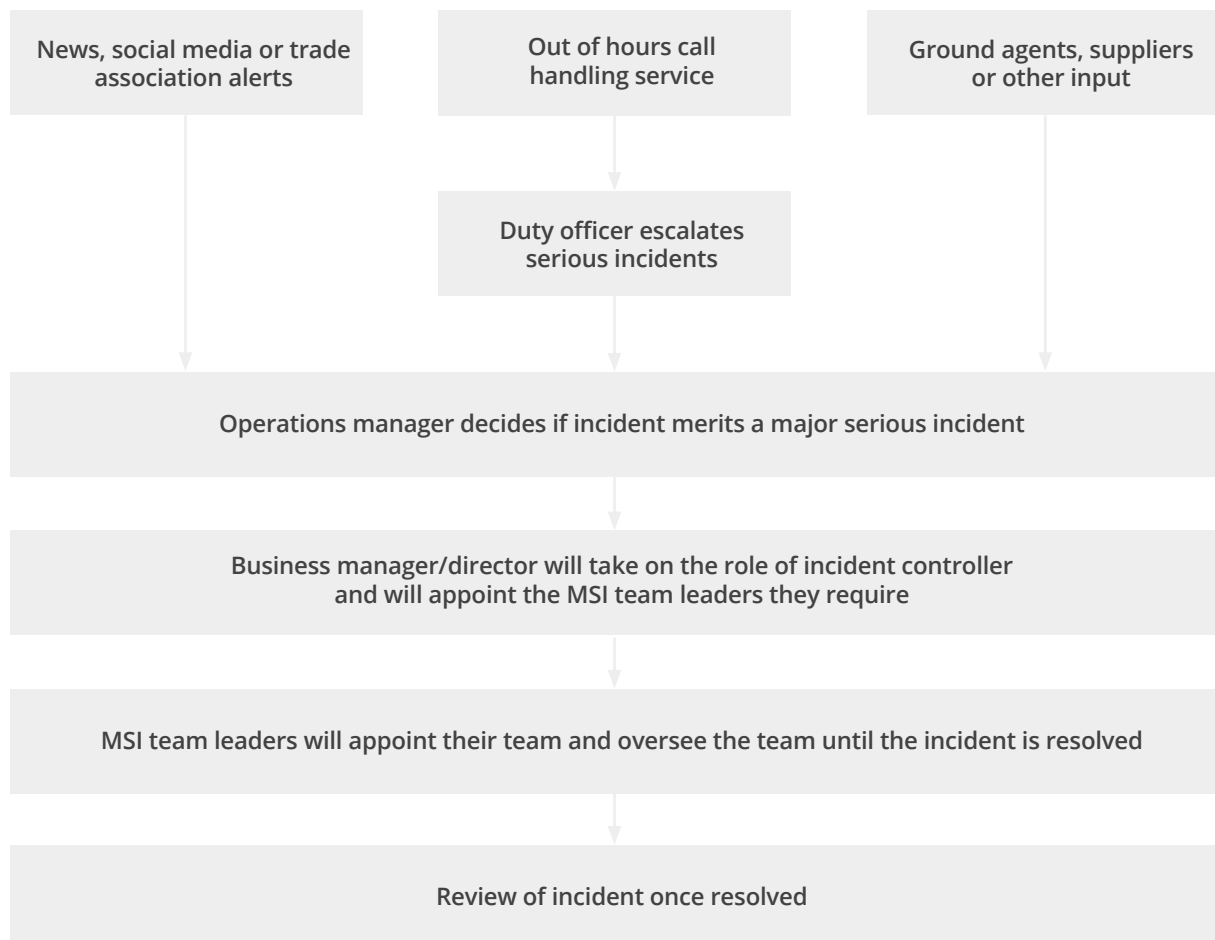 News, social media or trade
association alerts
Out of hours call
handling service
Ground agents, suppliers
or other input
Duty officer escalates
serious incidents
Operations manager decides if incident merits a major serious incident
Business manager/director will take on the role of incident controller
and will appoint the MSI team leaders they require
MSI team leaders will appoint their team and oversee the team until the incident is resolved
Review of incident once resolved